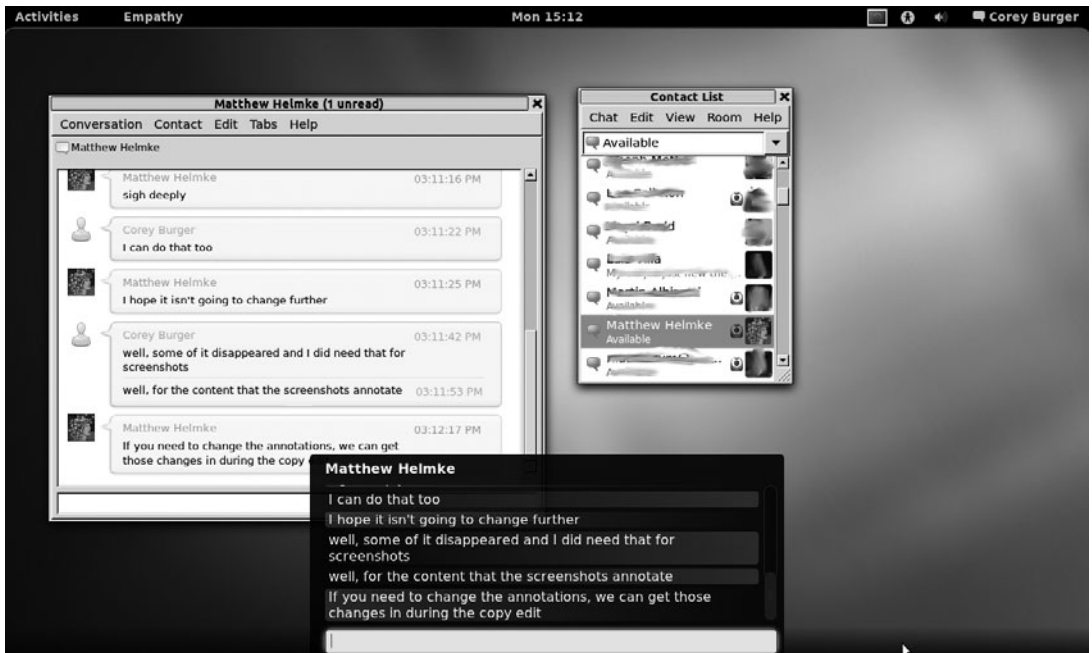 Activities Empathy Mon 15:12 Corey Burger
Matthew Helmke (1 unread)
Conversation Contact Edit Tabs Help
Matthew Helmke
Matthew Helmke 03:11:16 PM
sigh deeply
Corey Burger 03:11:22 PM
I can do that too
Matthew Helmke 03:11:25 PM
I hope it isn't going to change further
Corey Burger 03:11:42 PM
well, some of it disappeared and I did need that for
screenshots
well, for the content that the screenshots annotate 03:11:53 PM
Matthew Helmke 03:12:17 PM
If you need to change the annotations, we can get
those changes in during the copy
Contact List
Chat Edit View Room Help
Available
Available
Matthew Helmke
Available
Matthew Helmke
I can do that too
I hope it isn't going to change further
well, some of it disappeared and I did need that for
screenshots
well, for the content that the screenshots annotate
If you need to change the annotations, we can get those
changes in during the copy edit